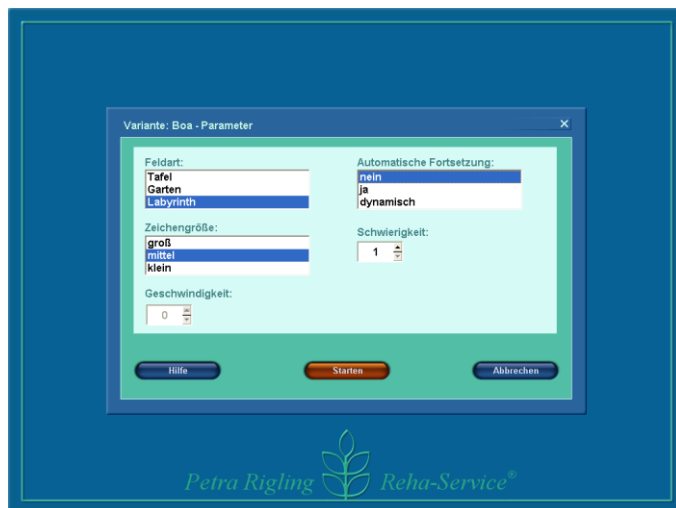 Variante: Boa - Parameter
Feldart:
Tafel
Garten
Labyrinth
Automatische Fortsetzung:
nein
ja
dynamisch
Zeichengröße:
groß
mittel
klein
Schwierigkeit:
1
Geschwindigkeit:
0
Hilfe Starten Abbrechen
Petra Rigling Reha-Service®